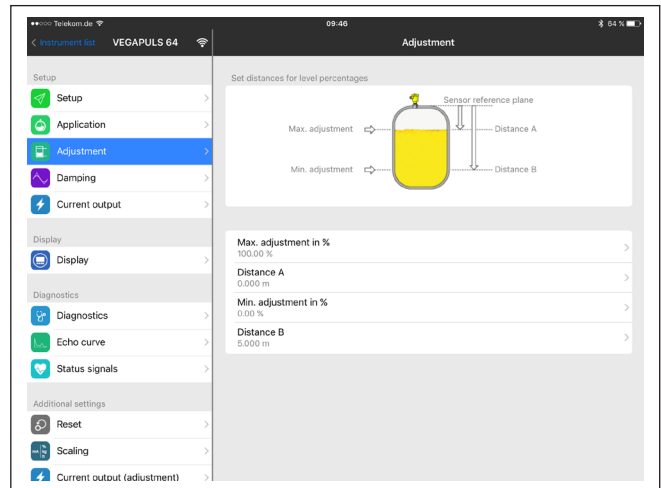 Telekom.de
09:46
64 %
Instrument list
VEGAPULS 64
Adjustment
Setup
Setup
Application
Adjustment
Damping
Current output
Display
Display
Diagnostics
Diagnostics
Echo curve
Status signals
Additional settings
Reset
Scaling
Current output (adjustment)
Set distances for level percentages
Sensor reference plane
Max. adjustment
Distance A
Min. adjustment
Distance B
Max. adjustment in %
100.00 %
Distance A
0.000 m
Min. adjustment in %
0.00 %
Distance B
5.000 m